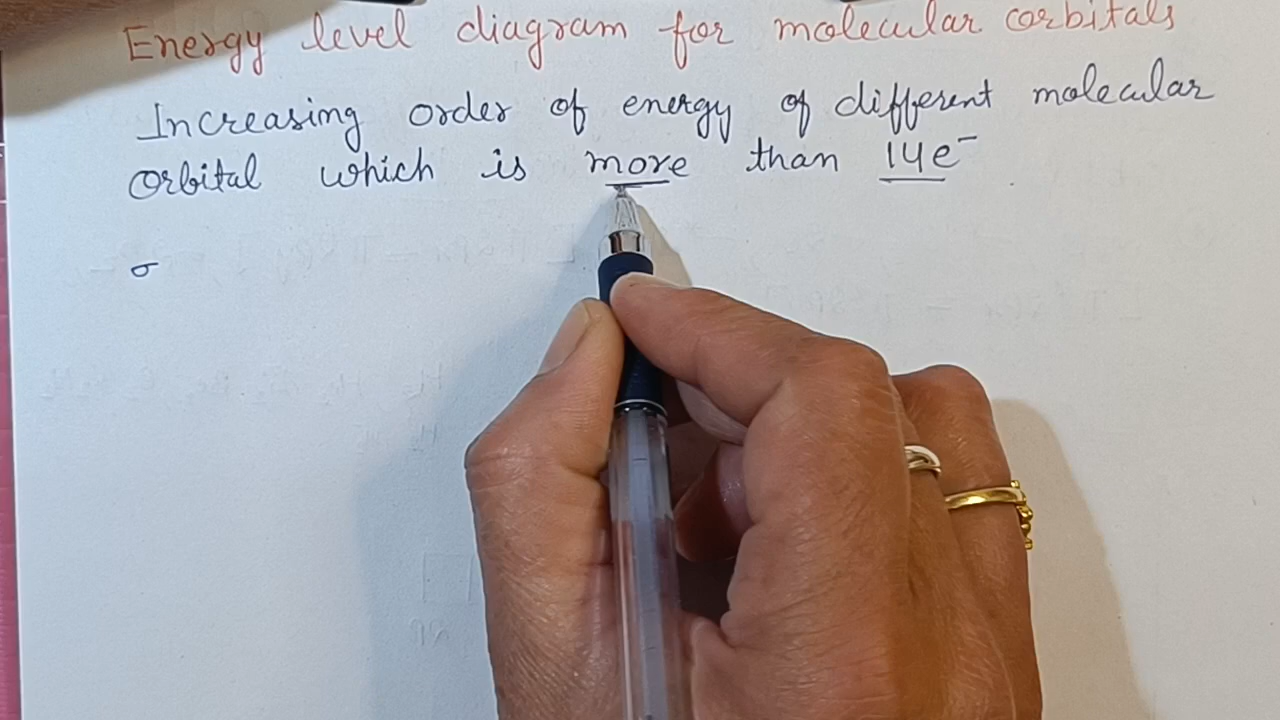 Energy level diagram for molecular orbitals
Increasing order of energy of different molecular
orbital which is more than 14e⁻
σ